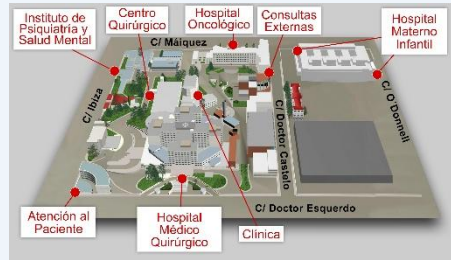 Instituto de
Psiquiatría y
Salud Mental
Centro
Quirúrgico
Hospital
Oncológico
Consultas
Externas
Hospital
Materno
Infantil
C/ Máiquez
C/ Ibiza
C/ O'Donnell
C/ Doctor Castelo
C/ Doctor Esquerdo
Atención al
Paciente
Hospital
Médico
Quirúrgico
Clínica